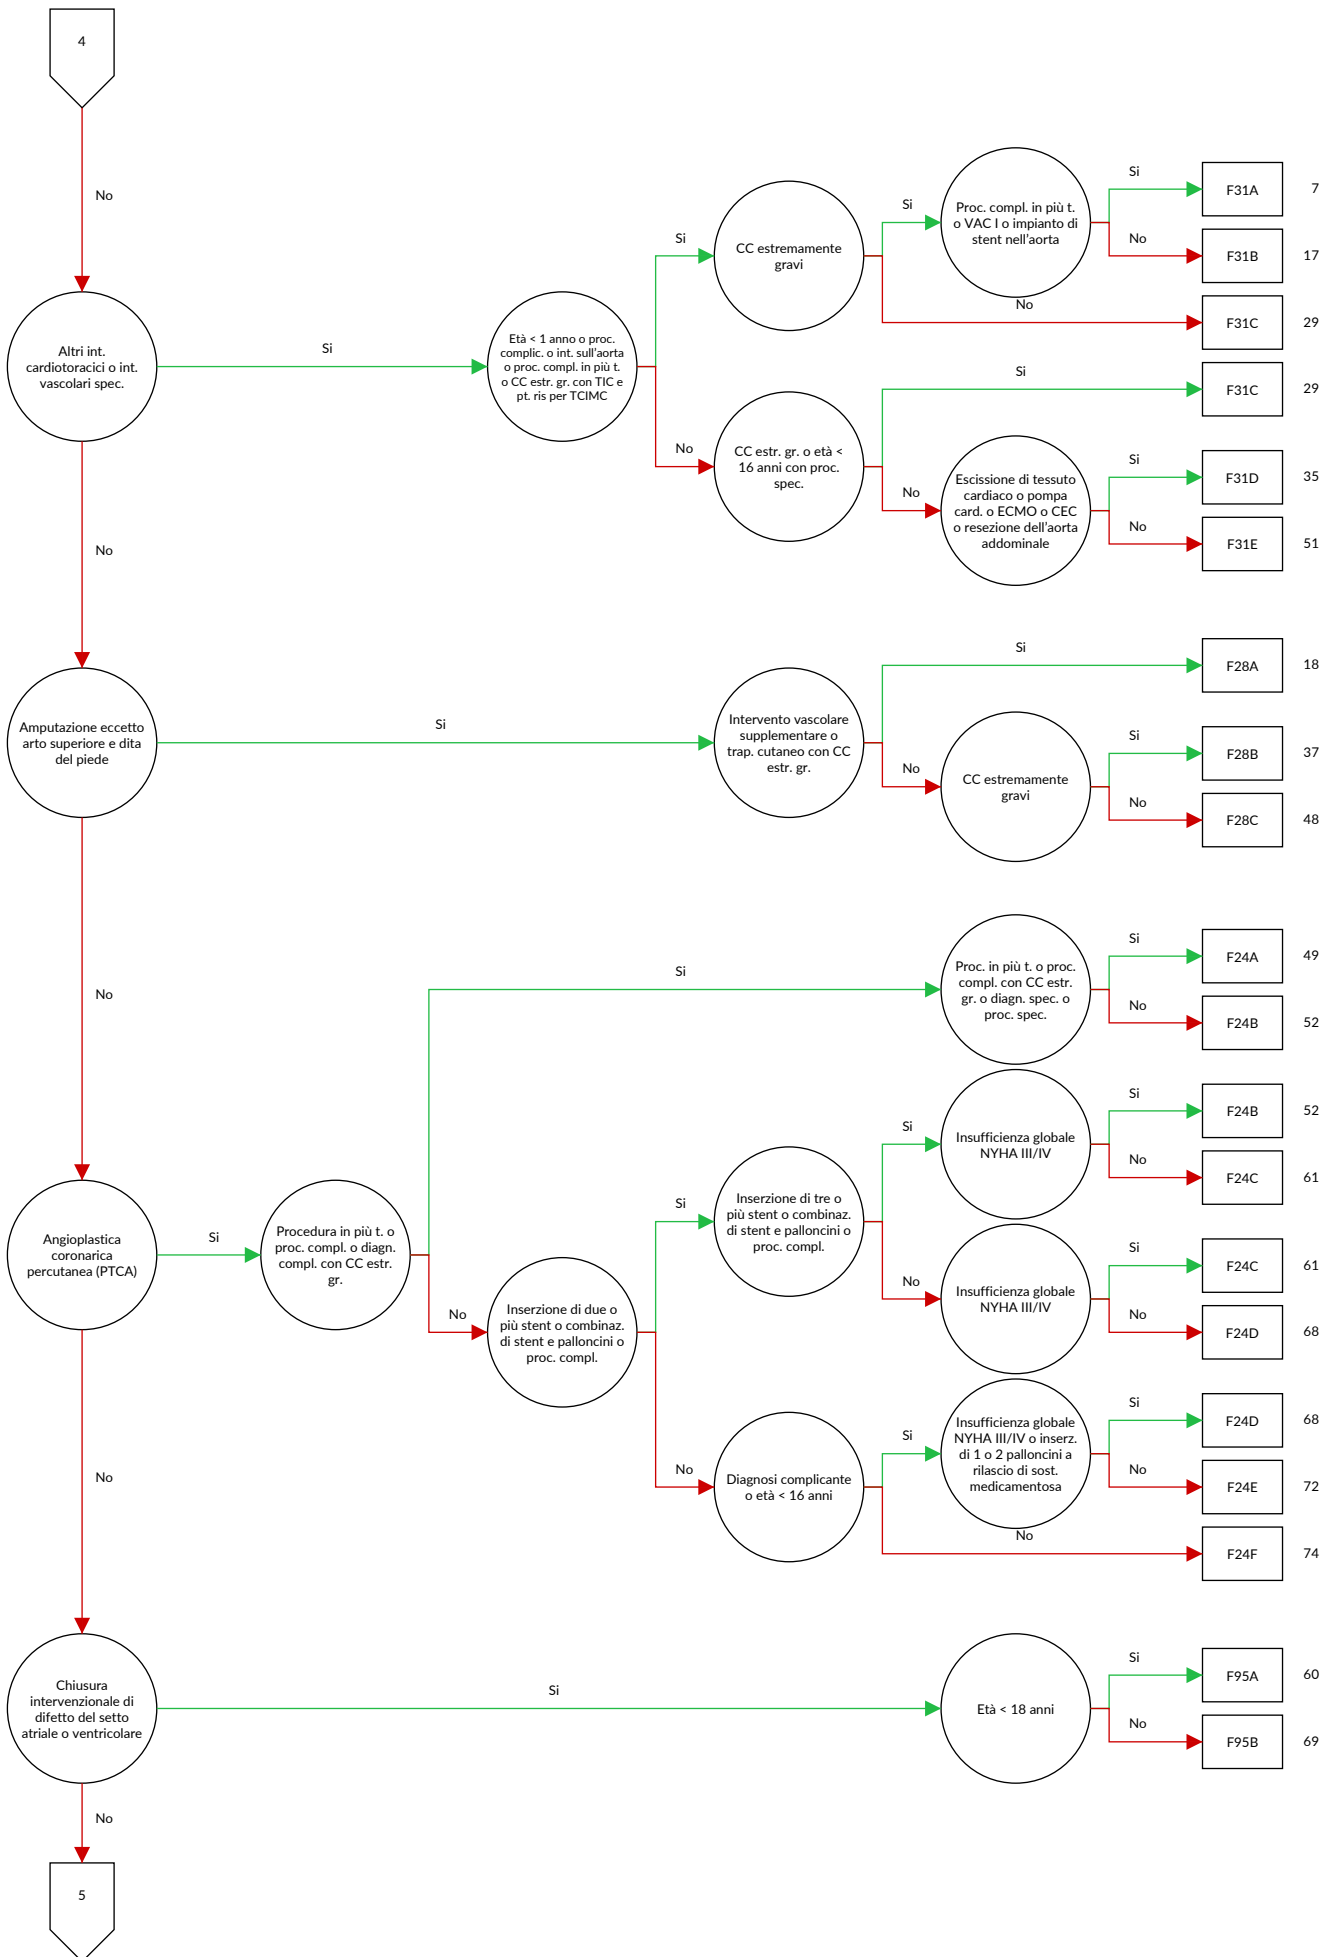 4
No
Altri int.
cardiotoracici o int.
vascolari spec.
Si
Età < 1 anno o proc.
complic. o int. sull'aorta
o proc. compl. in più t.
o CC estr. gr. con TIC e
pt. ris per TCIMC
Si
CC estremamente
gravi
Si
Proc. compl. in più t.
o VAC I o impianto di
stent nell'aorta
Si
F31A
7
No
F31B
17
No
F31C
29
No
CC estr. gr. o età <
16 anni con proc.
spec.
Si
F31C
29
No
Escissione di tessuto
cardiaco o pompa
card. o ECMO o CEC
o resezione dell'aorta
addominale
Si
F31D
35
No
F31E
51
No
Amputazione eccetto
arto superiore e dita
del piede
Si
Intervento vascolare
supplementare o
trap. cutaneo con CC
estr. gr.
Si
F28A
18
No
CC estremamente
gravi
Si
F28B
37
No
F28C
48
No
Angioplastica
coronarica
percutanea (PTCA)
Si
Procedura in più t. o
proc. compl. o diagn.
compl. con CC estr.
gr.
Si
Proc. in più t. o proc.
compl. con CC estr.
gr. o diagn. spec. o
proc. spec.
Si
F24A
49
No
F24B
52
No
Inserzione di due o
più stent o combinaz.
di stent e palloncini o
proc. compl.
Si
Inserzione di tre o
più stent o combinaz.
di stent e palloncini o
proc. compl.
Si
Insufficienza globale
NYHA III/IV
Si
F24B
52
No
F24C
61
No
Insufficienza globale
NYHA III/IV
Si
F24C
61
No
F24D
68
No
Diagnosi complicante
o età < 16 anni
Si
Insufficienza globale
NYHA III/IV o inserz.
di 1 o 2 palloncini a
rilascio di sost.
medicamentosa
Si
F24D
68
No
F24E
72
No
F24F
74
No
Chiusura
intervenzionale di
difetto del setto
atriale o ventricolare
Si
Età < 18 anni
Si
F95A
60
No
F95B
69
No
5